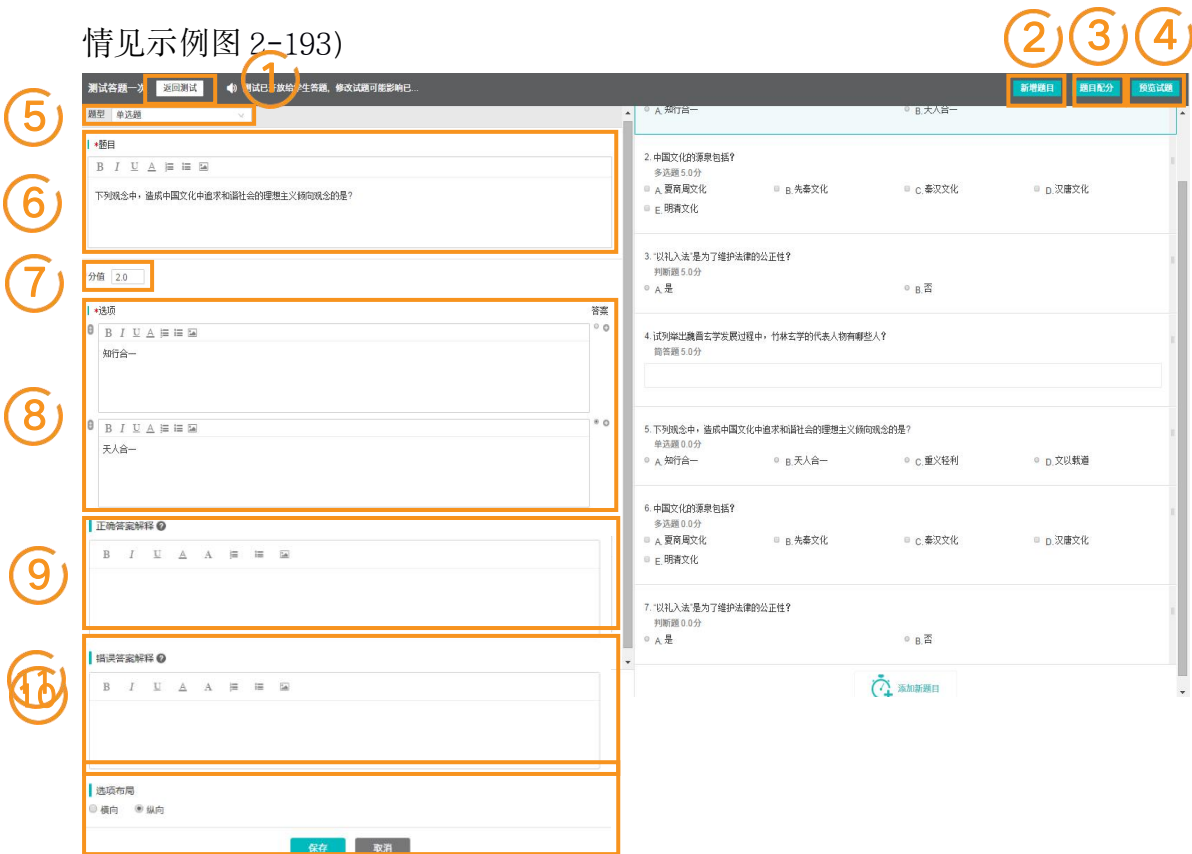 情见示例图 2-193)
① ② ③ ④
测试答题一次 返回测试 测试已开放给学生答题，修改试题可能影响已... 新增题目 题目配分 预览试题
⑤
题型 单选题
*题目
B I U A
⑥
下列观念中，造成中国文化中追求和谐社会的理想主义倾向观念的是?
⑦
分值 2.0
*选项 答案
B I U A
知行合一
⑧
B I U A
天人合一
正确答案解释
B I U A A
⑨
错误答案解释
B I U A A
⑩
⑪
选项布局
横向 纵向
保存 取消
A. 知行合一 B. 天人合一
2. 中国文化的源泉包括?
多选题 5.0分
A. 夏商周文化 B. 先秦文化 C. 秦汉文化 D. 汉唐文化
E. 明清文化
3. “以礼入法”是为了维护法律的公正性?
判断题 5.0分
A. 是 B. 否
4. 试列举出魏晋玄学发展过程中，竹林玄学的代表人物有哪些人?
简答题 5.0分
5. 下列观念中，造成中国文化中追求和谐社会的理想主义倾向观念的是?
单选题 0.0分
A. 知行合一 B. 天人合一 C. 重义轻利 D. 文以载道
6. 中国文化的源泉包括?
多选题 0.0分
A. 夏商周文化 B. 先秦文化 C. 秦汉文化 D. 汉唐文化
E. 明清文化
7. “以礼入法”是为了维护法律的公正性?
判断题 0.0分
A. 是 B. 否
添加新题目